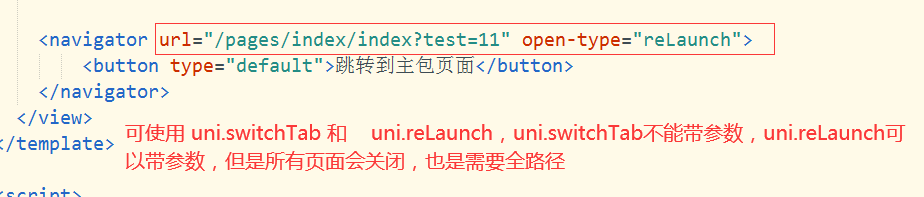 <navigator url="/pages/index/index?test=11" open-type="reLaunch">
<button type="default">跳转到主包页面</button>
</navigator>
</view>
</template>
可使用 uni.switchTab 和 uni.reLaunch，uni.switchTab不能带参数，uni.reLaunch可
以带参数，但是所有页面会关闭，也是需要全路径
<script>